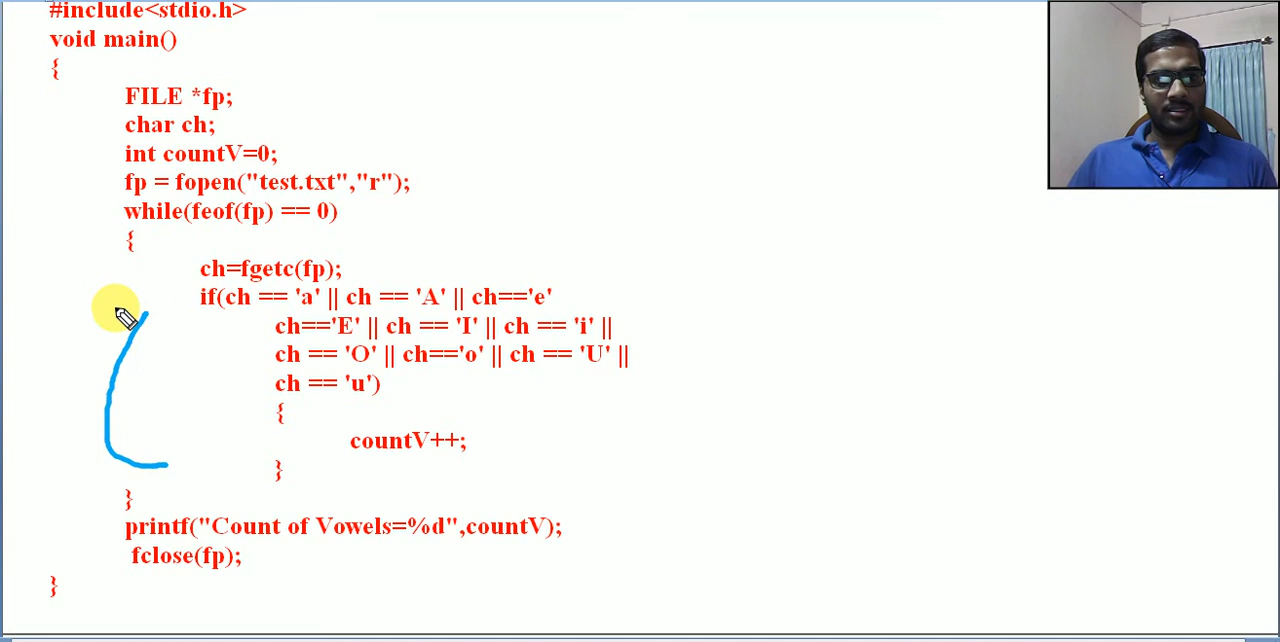 #include<stdio.h>
void main()
{
FILE *fp;
char ch;
int countV=0;
fp = fopen("test.txt","r");
while(feof(fp) == 0)
{
ch=fgetc(fp);
if(ch == 'a' || ch == 'A' || ch=='e'
ch=='E' || ch == 'I' || ch == 'i' ||
ch == 'O' || ch=='o' || ch == 'U' ||
ch == 'u')
{
countV++;
}
}
printf("Count of Vowels=%d",countV);
fclose(fp);
}